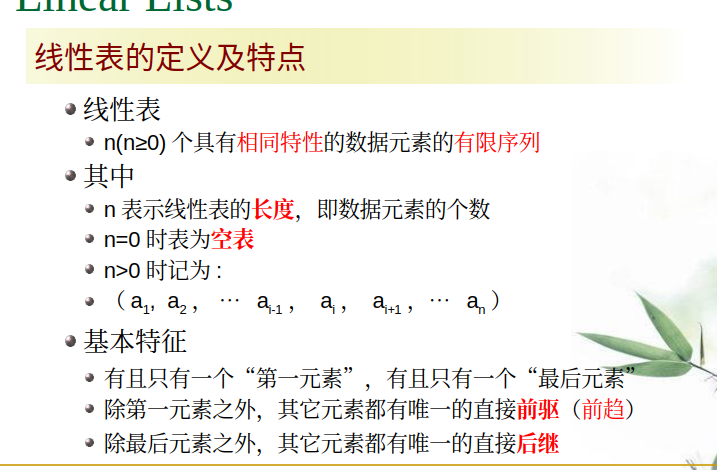 Linear Lists
线性表的定义及特点
线性表
n(n≥0) 个具有相同特性的数据元素的有限序列
其中
n 表示线性表的长度，即数据元素的个数
n=0 时表为空表
n>0 时记为 :
（ a1, a2 , … ai-1 , ai , ai+1 , … an ）
基本特征
有且只有一个“第一元素”，有且只有一个“最后元素”
除第一元素之外，其它元素都有唯一的直接前驱（前趋）
除最后元素之外，其它元素都有唯一的直接后继